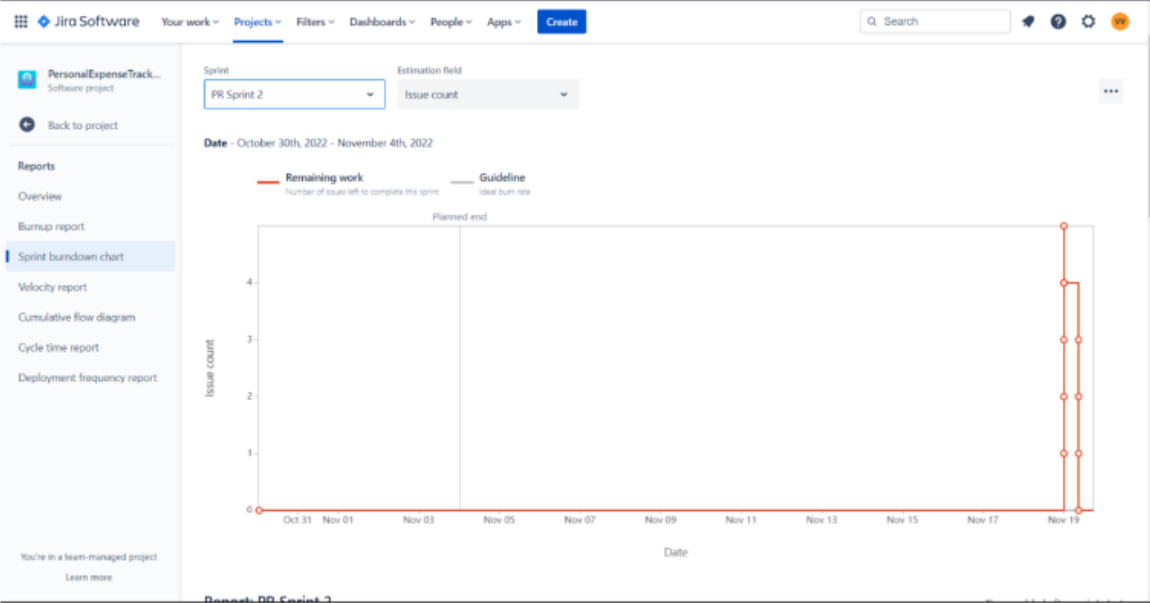 Jira Software Your work Projects Filters Dashboards People Apps Create Search
PersonalExpenseTrack...
Software project
Back to project
Reports
Overview
Burnup report
Sprint burndown chart
Velocity report
Cumulative flow diagram
Cycle time report
Deployment frequency report
You're in a team-managed project
Learn more
Sprint Estimation field
PR Sprint 2 Issue count
Date - October 30th, 2022 - November 4th, 2022
Remaining work Guideline
Number of issues left to complete this sprint Ideal burn rate
Planned end
4
3
2
1
0
Issue count
Oct 31 Nov 01 Nov 03 Nov 05 Nov 07 Nov 09 Nov 11 Nov 13 Nov 15 Nov 17 Nov 19
Date
Report: PR Sprint 2